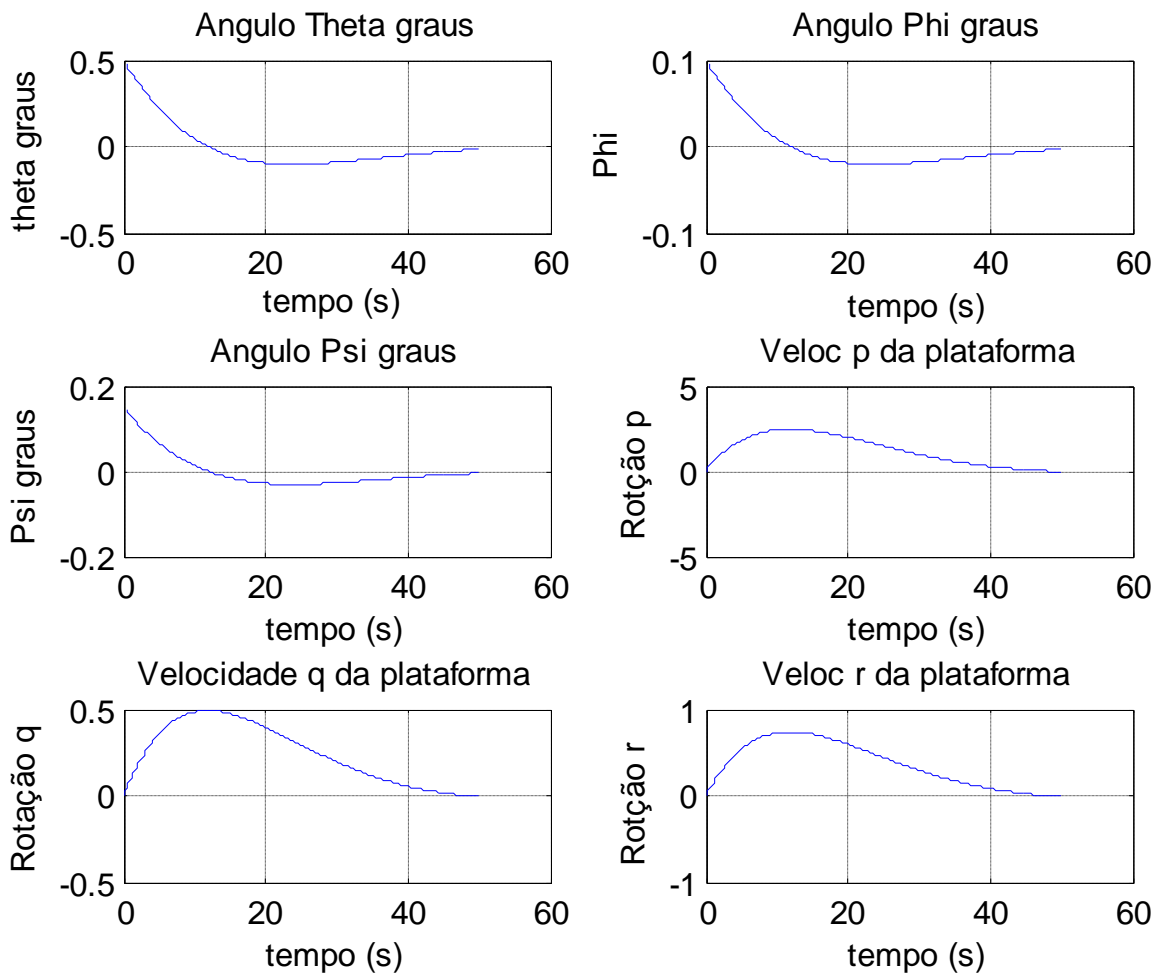 Angulo Theta graus
theta graus
0.5
0
-0.5
0 20 40 60
tempo (s)
Angulo Phi graus
Phi
0.1
0
-0.1
0 20 40 60
tempo (s)
Angulo Psi graus
Psi graus
0.2
0
-0.2
0 20 40 60
tempo (s)
Veloc p da plataforma
Rotção p
5
0
-5
0 20 40 60
tempo (s)
Velocidade q da plataforma
Rotação q
0.5
0
-0.5
0 20 40 60
tempo (s)
Veloc r da plataforma
Rotção r
1
0
-1
0 20 40 60
tempo (s)